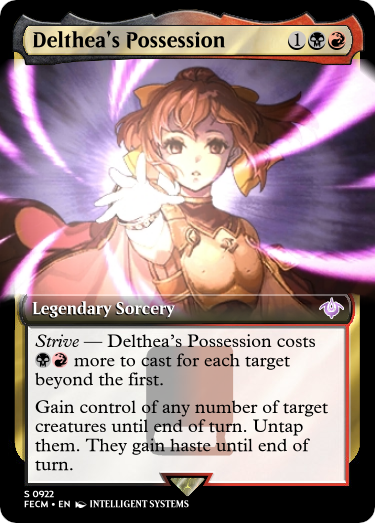 Delthea's Possession 1
Legendary Sorcery
Strive — Delthea's Possession costs
more to cast for each target
beyond the first.
Gain control of any number of target
creatures until end of turn. Untap
them. They gain haste until end of
turn.
S 0922
FECM • EN INTELLIGENT SYSTEMS